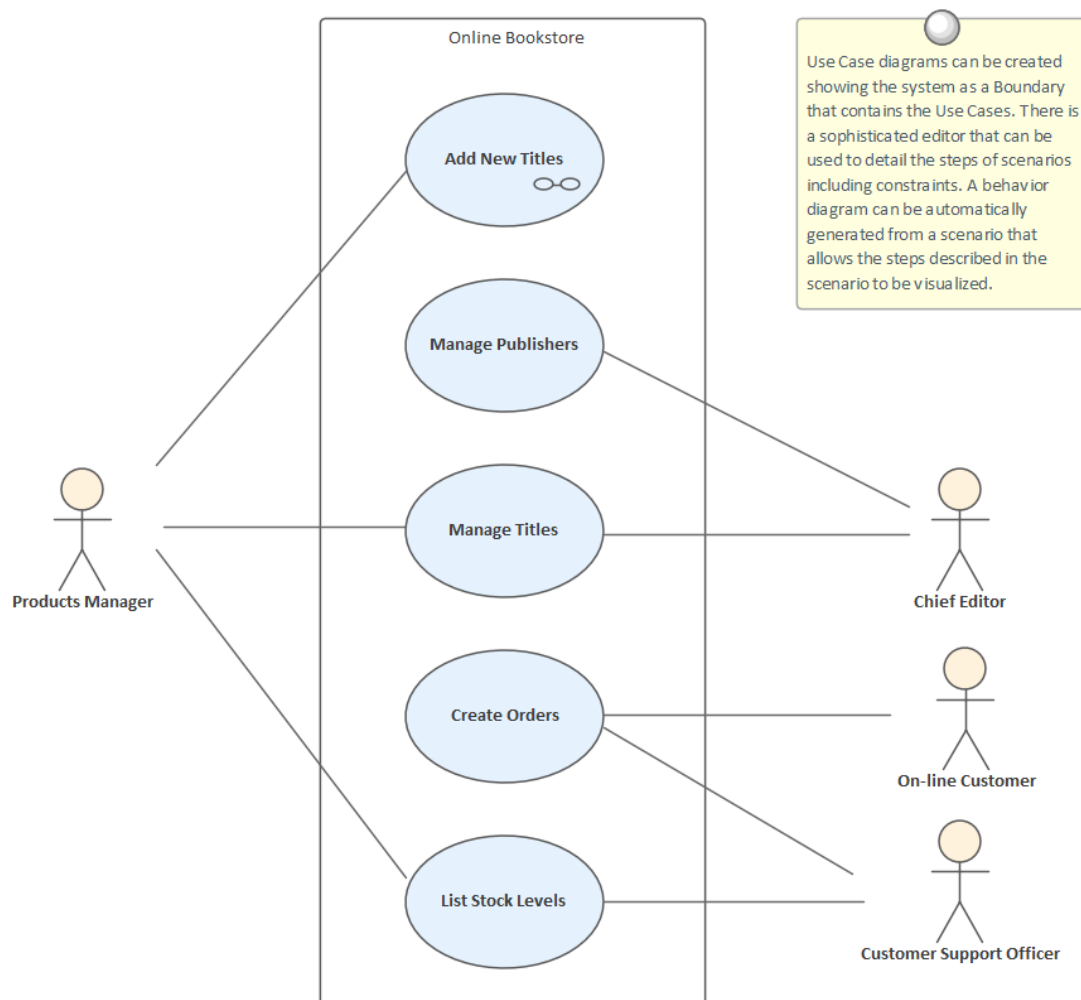 Online Bookstore
Use Case diagrams can be created
showing the system as a Boundary
that contains the Use Cases. There is
a sophisticated editor that can be
used to detail the steps of scenarios
including constraints. A behavior
diagram can be automatically
generated from a scenario that
allows the steps described in the
scenario to be visualized.
Add New Titles
Manage Publishers
Manage Titles
Products Manager
Chief Editor
Create Orders
On-line Customer
List Stock Levels
Customer Support Officer